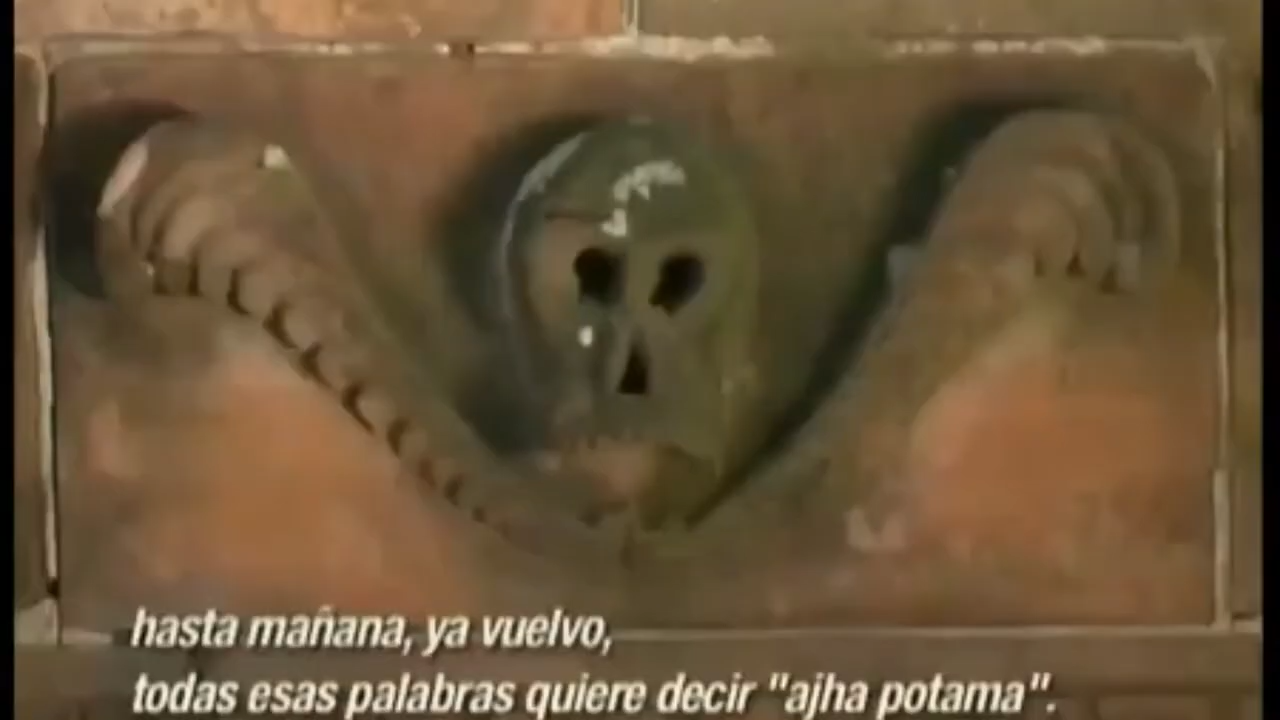 hasta mañana, ya vuelvo,
todas esas palabras quiere decir "ajha potama".